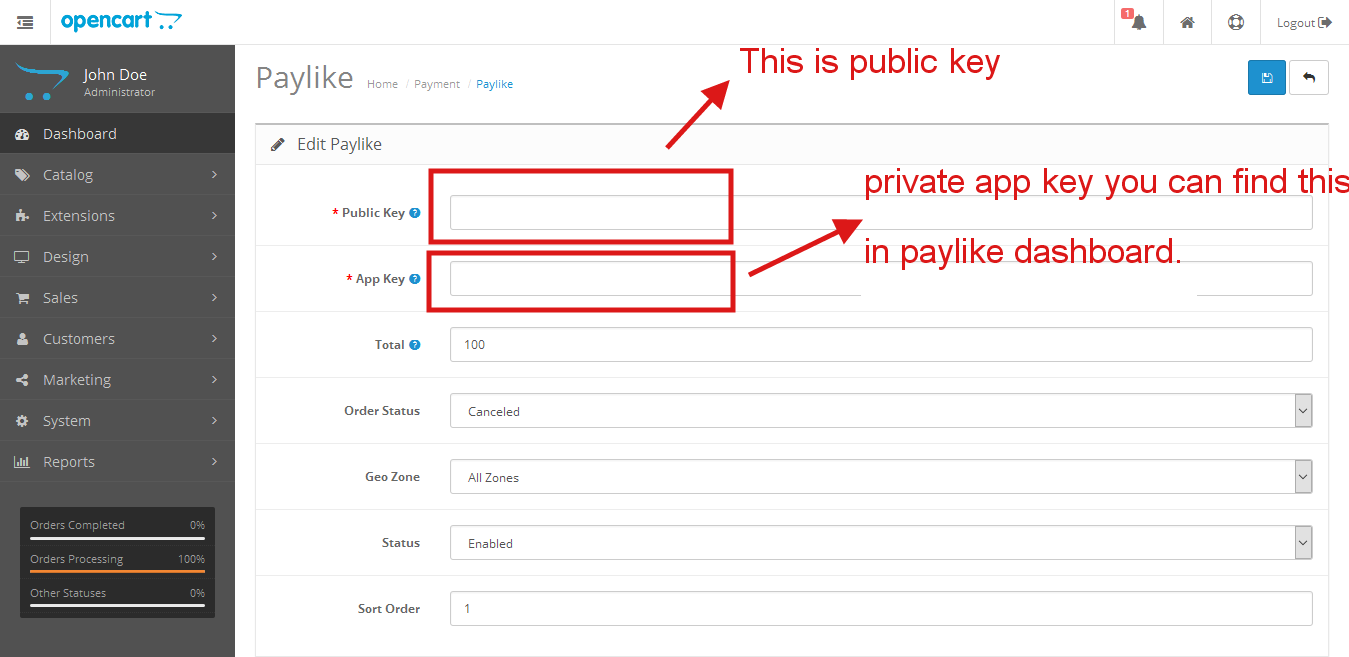 opencart
1
Logout
John Doe
Administrator
Dashboard
Catalog
Extensions
Design
Sales
Customers
Marketing
System
Reports
Orders Completed 0%
Orders Processing 100%
Other Statuses 0%
Paylike Home / Payment / Paylike
This is public key
Edit Paylike
private app key you can find this
in paylike dashboard.
* Public Key ?
* App Key ?
Total ? 100
Order Status Canceled
Geo Zone All Zones
Status Enabled
Sort Order 1